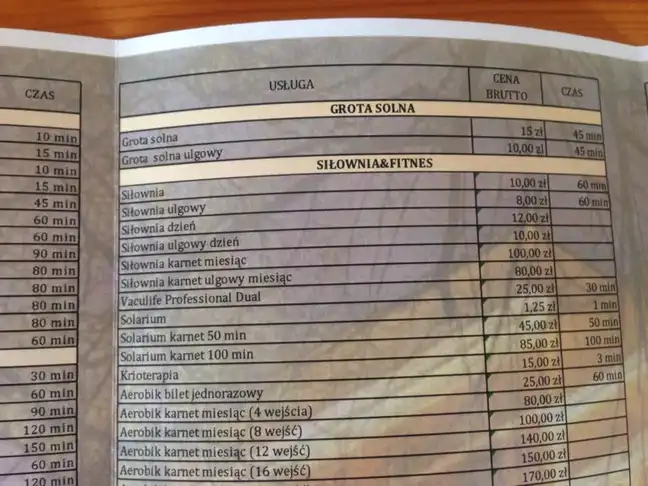 CZAS
10 min
15 min
10 min
15 min
45 min
60 min
60 min
90 min
80 min
80 min
80 min
80 min
60 min
30 min
60 min
90 min
120 min
150 min
60 min
120 min
USŁUGA CENA BRUTTO CZAS
GROTA SOLNA
Grota solna 15 zł 45 min
Grota solna ulgowy 10,00 zl 45 min
SIŁOWNIA&FITNES
Siłownia 10,00 zł 60 min
Siłownia ulgowy 8,00 zł 60 min
Siłownia dzień 12,00 zł
Siłownia ulgowy dzień 10,00 zł
Siłownia karnet miesiąc 100,00 zł
Siłownia karnet ulgowy miesiąc 80,00 zł
Vaculife Professional Dual 25,00 zł 30 min
Solarium 1,25 zł 1 min
Solarium karnet 50 min 45,00 zł 50 min
Solarium karnet 100 min 85,00 zł 100 min
Krioterapia 15,00 zł 3 min
Aerobik bilet jednorazowy 25,00 zł 60 min
Aerobik karnet miesiąc (4 wejścia) 80,00 zł
Aerobik karnet miesiąc (8 wejść) 100,00 zł
Aerobik karnet miesiąc (12 wejść) 140,00 zł
Aerobik karnet miesiąc (16 wejść) 150,00 zł
170,00 zł